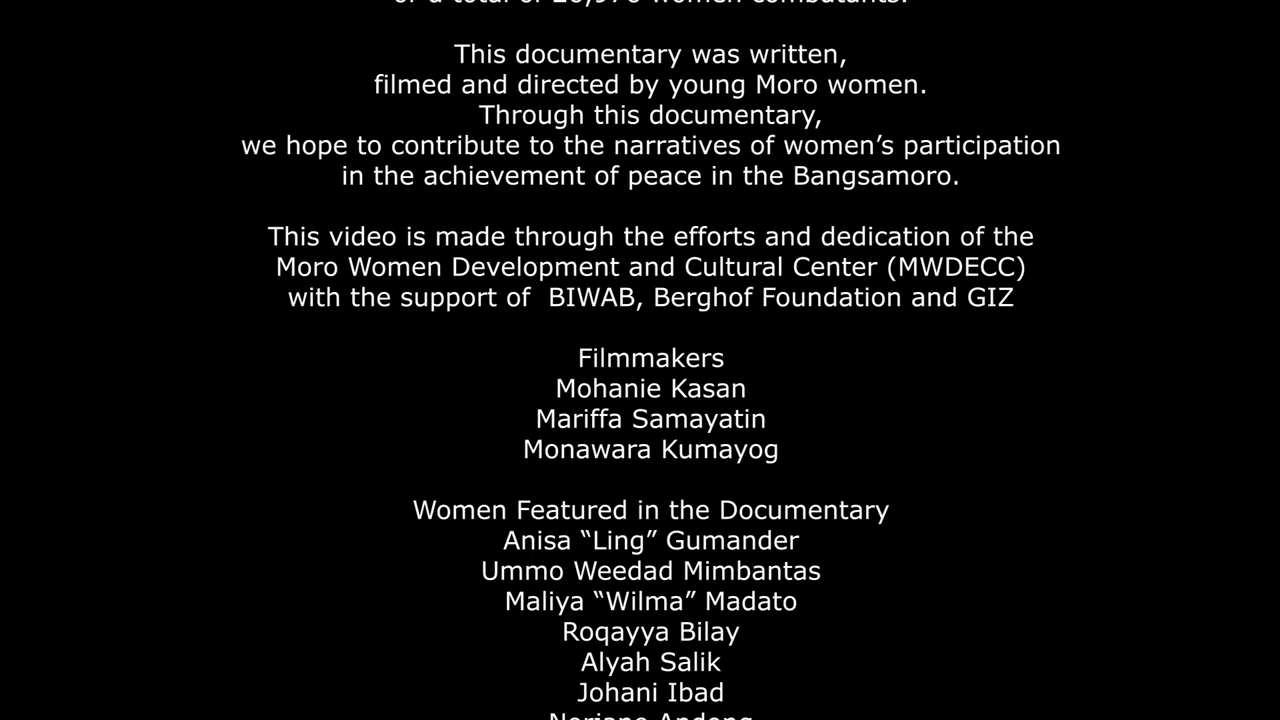 women combatants.
This documentary was written,
filmed and directed by young Moro women.
Through this documentary,
we hope to contribute to the narratives of women’s participation
in the achievement of peace in the Bangsamoro.
This video is made through the efforts and dedication of the
Moro Women Development and Cultural Center (MWDECC)
with the support of  BIWAB, Berghof Foundation and GIZ
Filmmakers
Mohanie Kasan
Mariffa Samayatin
Monawara Kumayog
Women Featured in the Documentary
Anisa “Ling” Gumander
Ummo Weedad Mimbantas
Maliya “Wilma” Madato
Roqayya Bilay
Alyah Salik
Johani Ibad